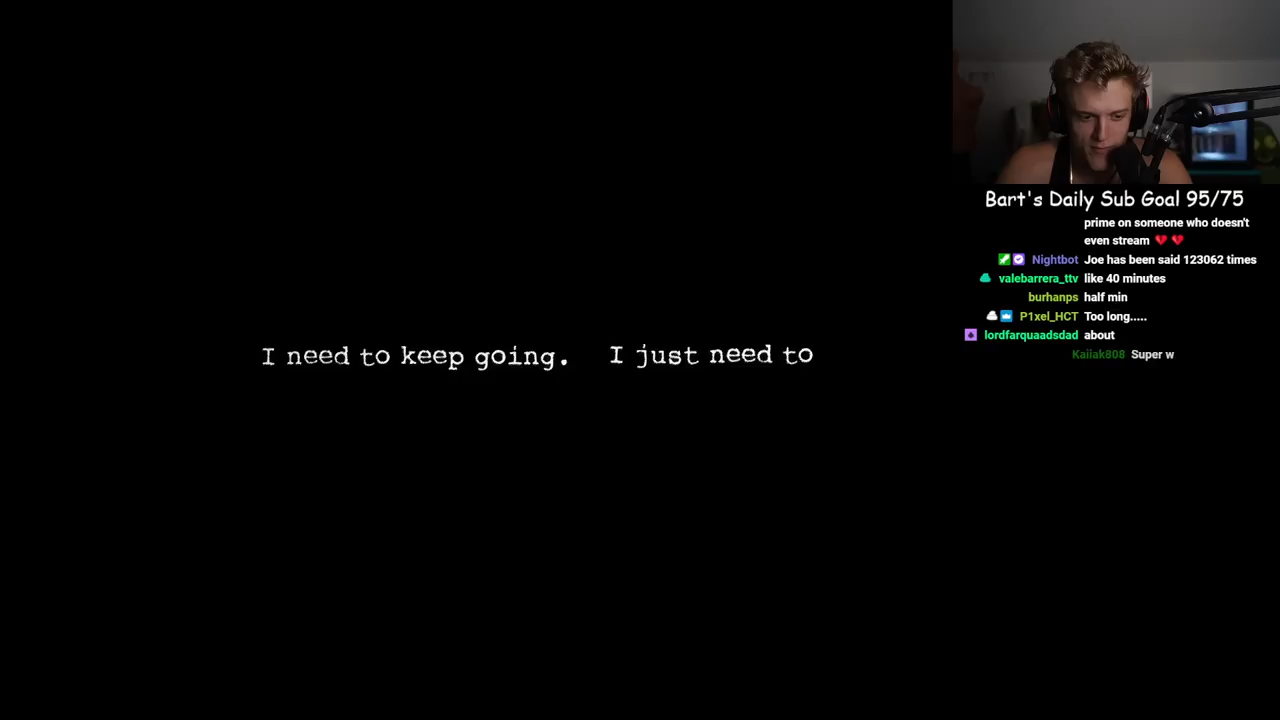 Bart's Daily Sub Goal 95/75
prime on someone who doesn't
even stream 💔 💔
Nightbot Joe has been said 123062 times
valebarrera_ttv like 40 minutes
burhanps half min
P1xel_HCT Too long.....
lordfarquaadsdad about
Kaiiak808 Super w
I need to keep going. I just need to